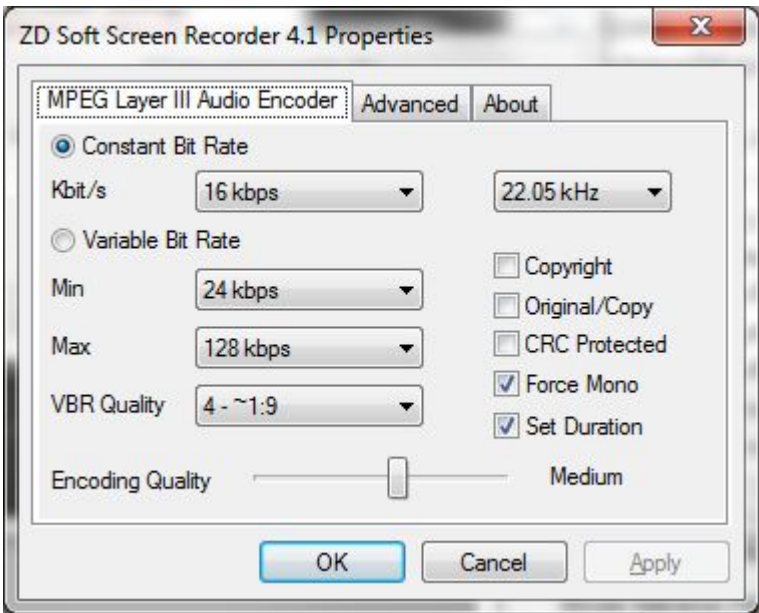 ZD Soft Screen Recorder 4.1 Properties
MPEG Layer III Audio Encoder Advanced About
Constant Bit Rate
Kbit/s 16 kbps 22.05 kHz
Variable Bit Rate
Copyright
Min 24 kbps
Original/Copy
Max 128 kbps
CRC Protected
Force Mono
VBR Quality 4 - ~1:9
Set Duration
Encoding Quality Medium
OK Cancel Apply